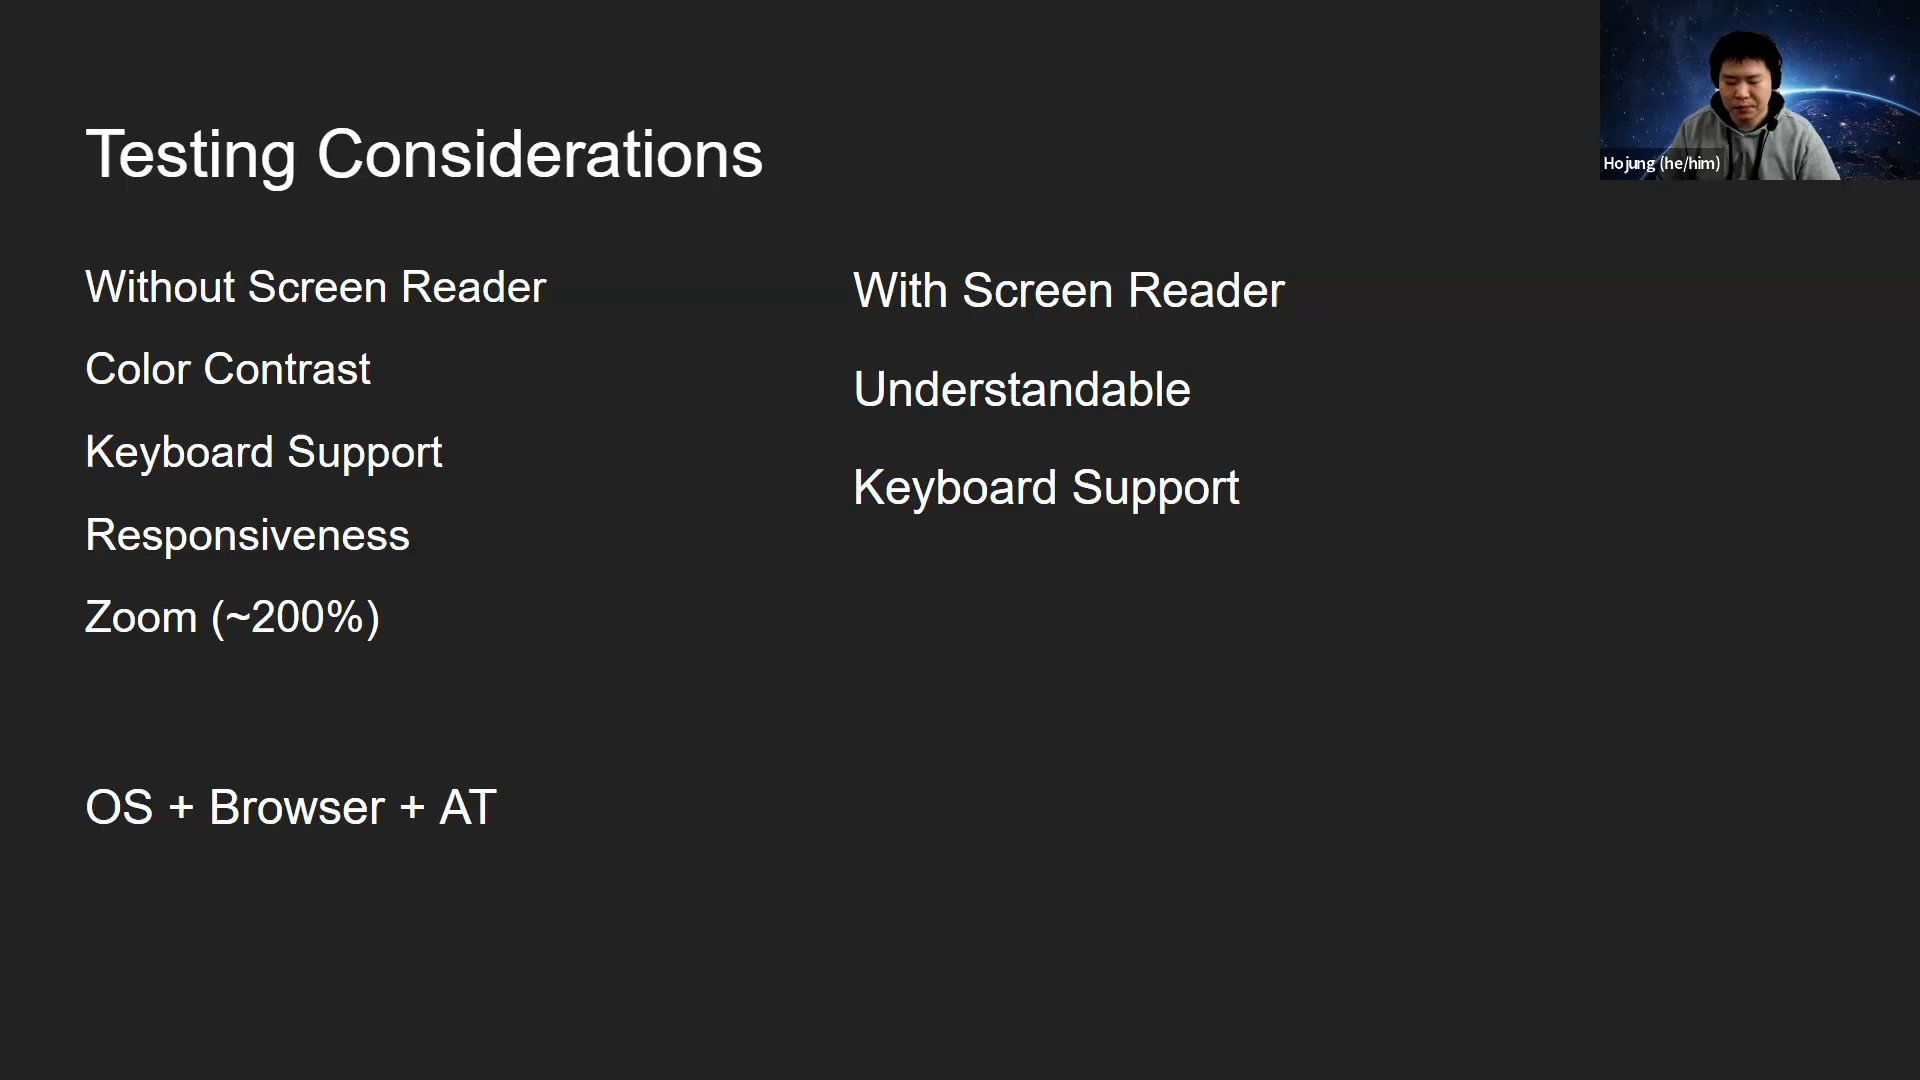 Testing Considerations
Without Screen Reader
Color Contrast
Keyboard Support
Responsiveness
Zoom (~200%)
OS + Browser + AT
With Screen Reader
Understandable
Keyboard Support
Hojung (he/him)